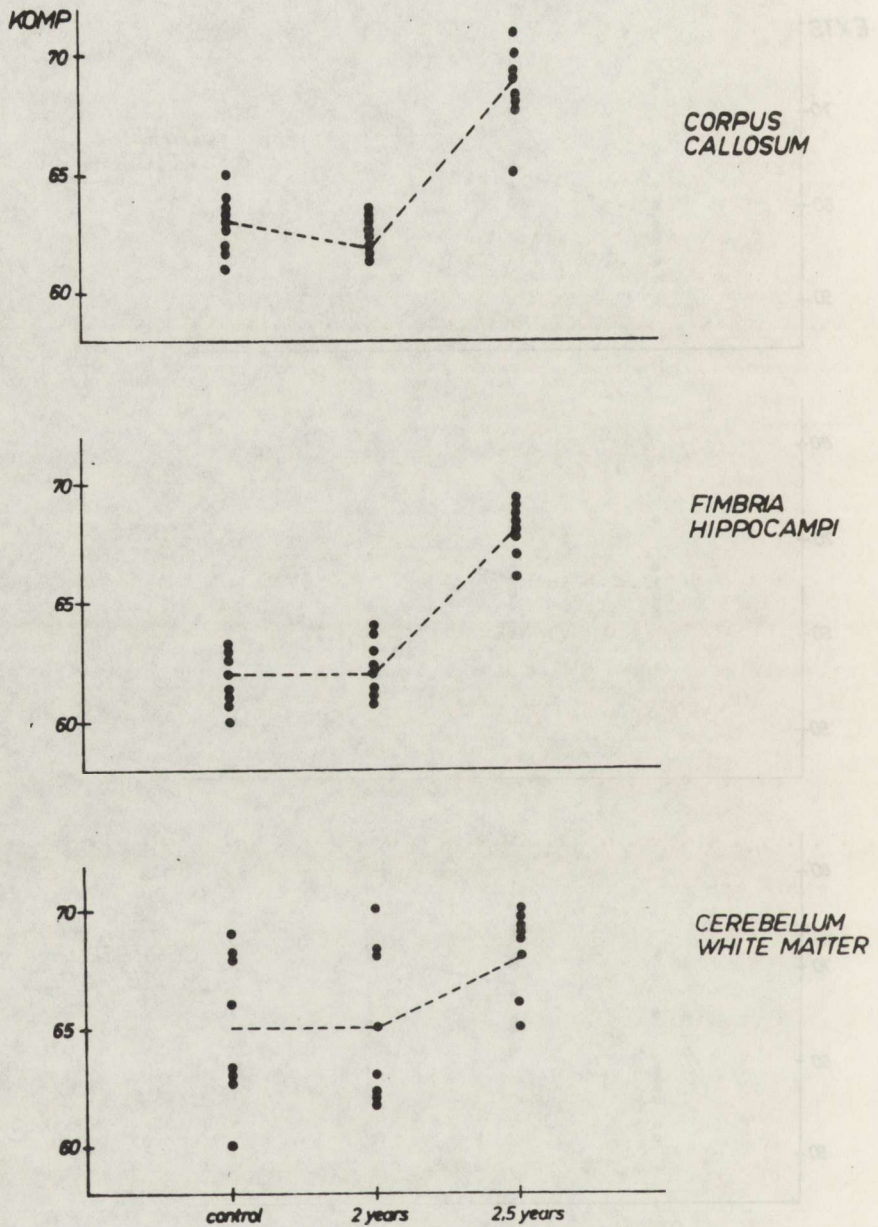 KOMP
70
65
60
CORPUS
CALLOSUM
70
65
60
FIMBRIA
HIPPOCAMPI
70
65
60
CEREBELLUM
WHITE MATTER
control 2 years 2,5 years